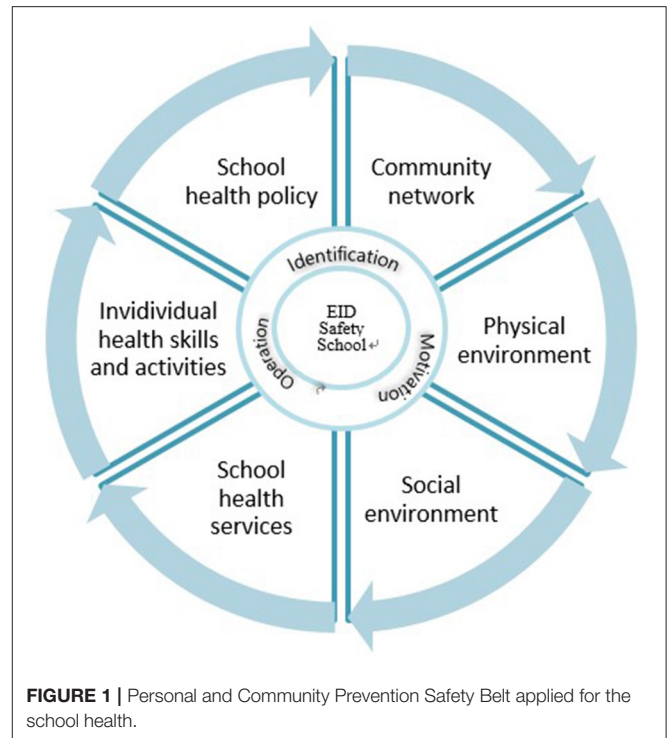 School
health policy
Community
network
Physical
environment
Social
environment
School
health
services
Invidividual
health skills
and activities
Identification
Motivation
Operation
EID
Safety
School↵
↵
FIGURE 1 | Personal and Community Prevention Safety Belt applied for the
school health.